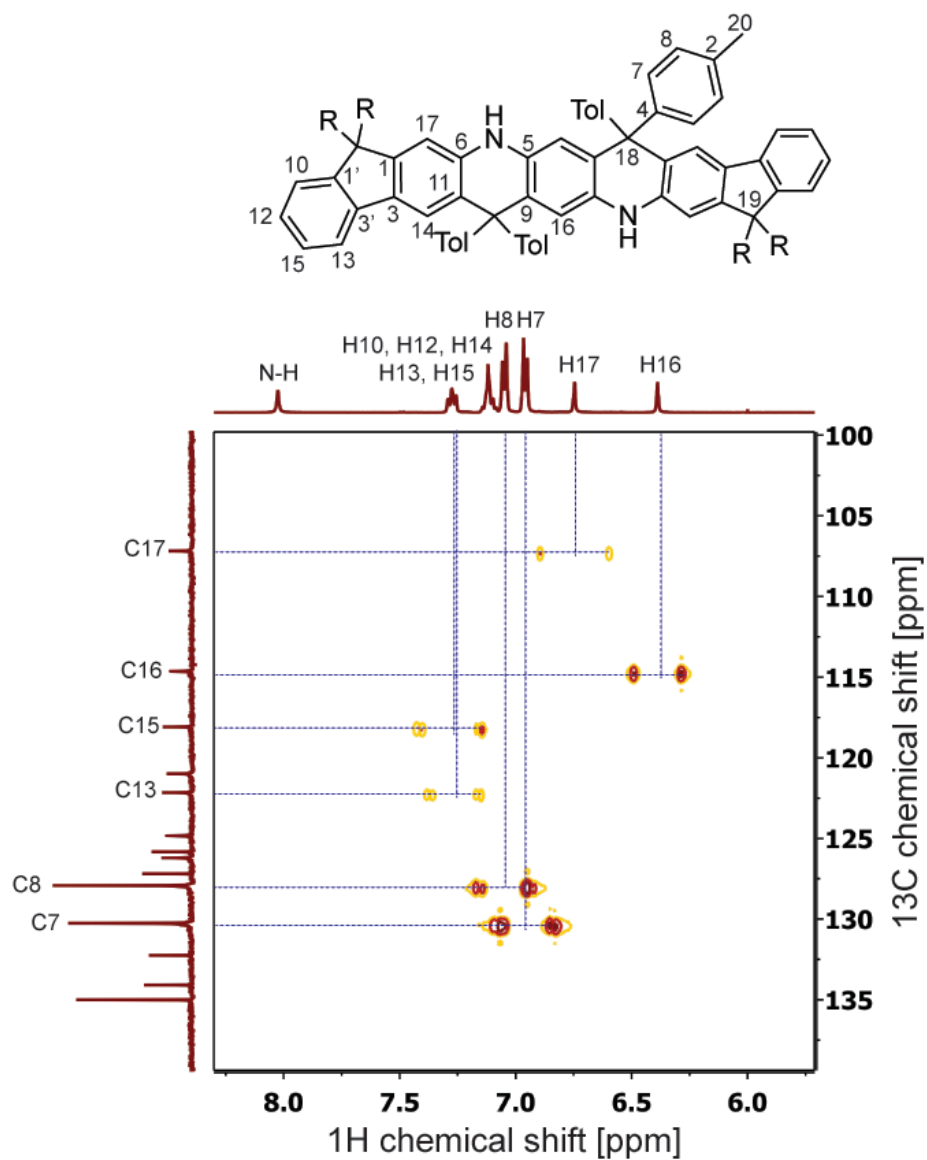 20
8
2
7
R
R
H
N
Tol
4
17
6
5
18
10
1'
1
11
12
3
3'
14
9
16
N
H
19
15
13
Tol
Tol
R
R
H8 H7
H10, H12, H14
N-H
H13, H15
H17
H16
C17
C16
C15
C13
C8
C7
100
105
110
115
120
125
130
135
13C chemical shift [ppm]
8.0 7.5 7.0 6.5 6.0
1H chemical shift [ppm]